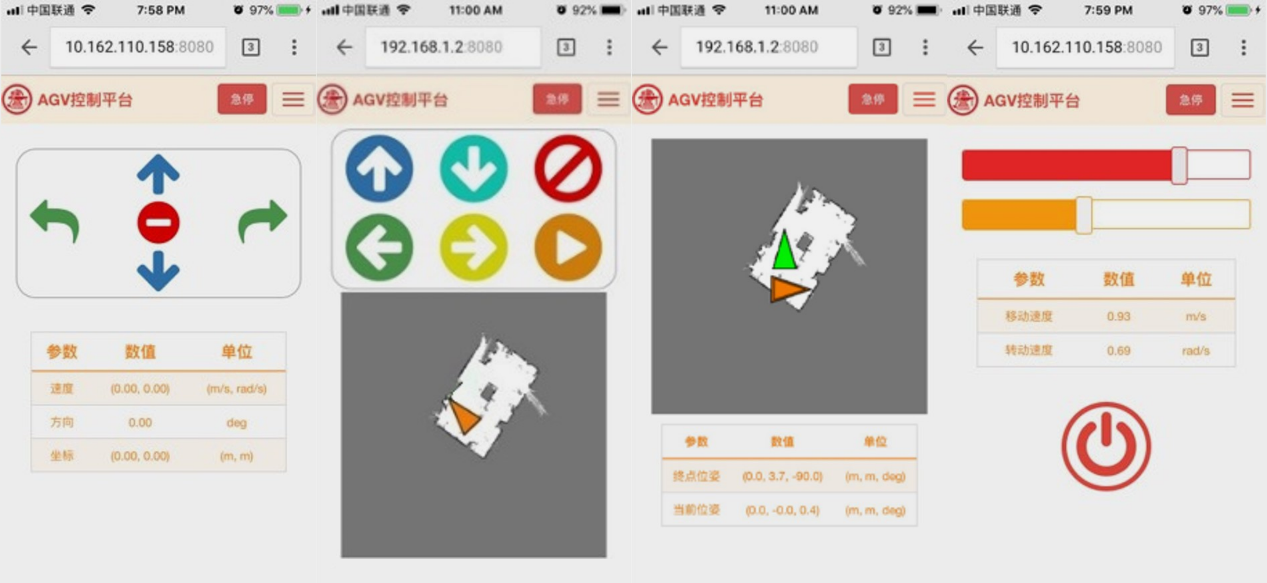 中国联通 7:58 PM 97%
10.162.110.158:8080 3
AGV控制平台 急停
参数 数值 单位
速度 (0.00, 0.00) (m/s, rad/s)
方向 0.00 deg
坐标 (0.00, 0.00) (m, m)
中国联通 11:00 AM 92%
192.168.1.2:8080 3
AGV控制平台 急停
中国联通 11:00 AM 92%
192.168.1.2:8080 3
AGV控制平台 急停
参数 数值 单位
终点位姿 (0.0, 3.7, -90.0) (m, m, deg)
当前位姿 (0.0, -0.0, 0.4) (m, m, deg)
中国联通 7:59 PM 97%
10.162.110.158:8080 3
AGV控制平台 急停
参数 数值 单位
移动速度 0.93 m/s
转动速度 0.69 rad/s